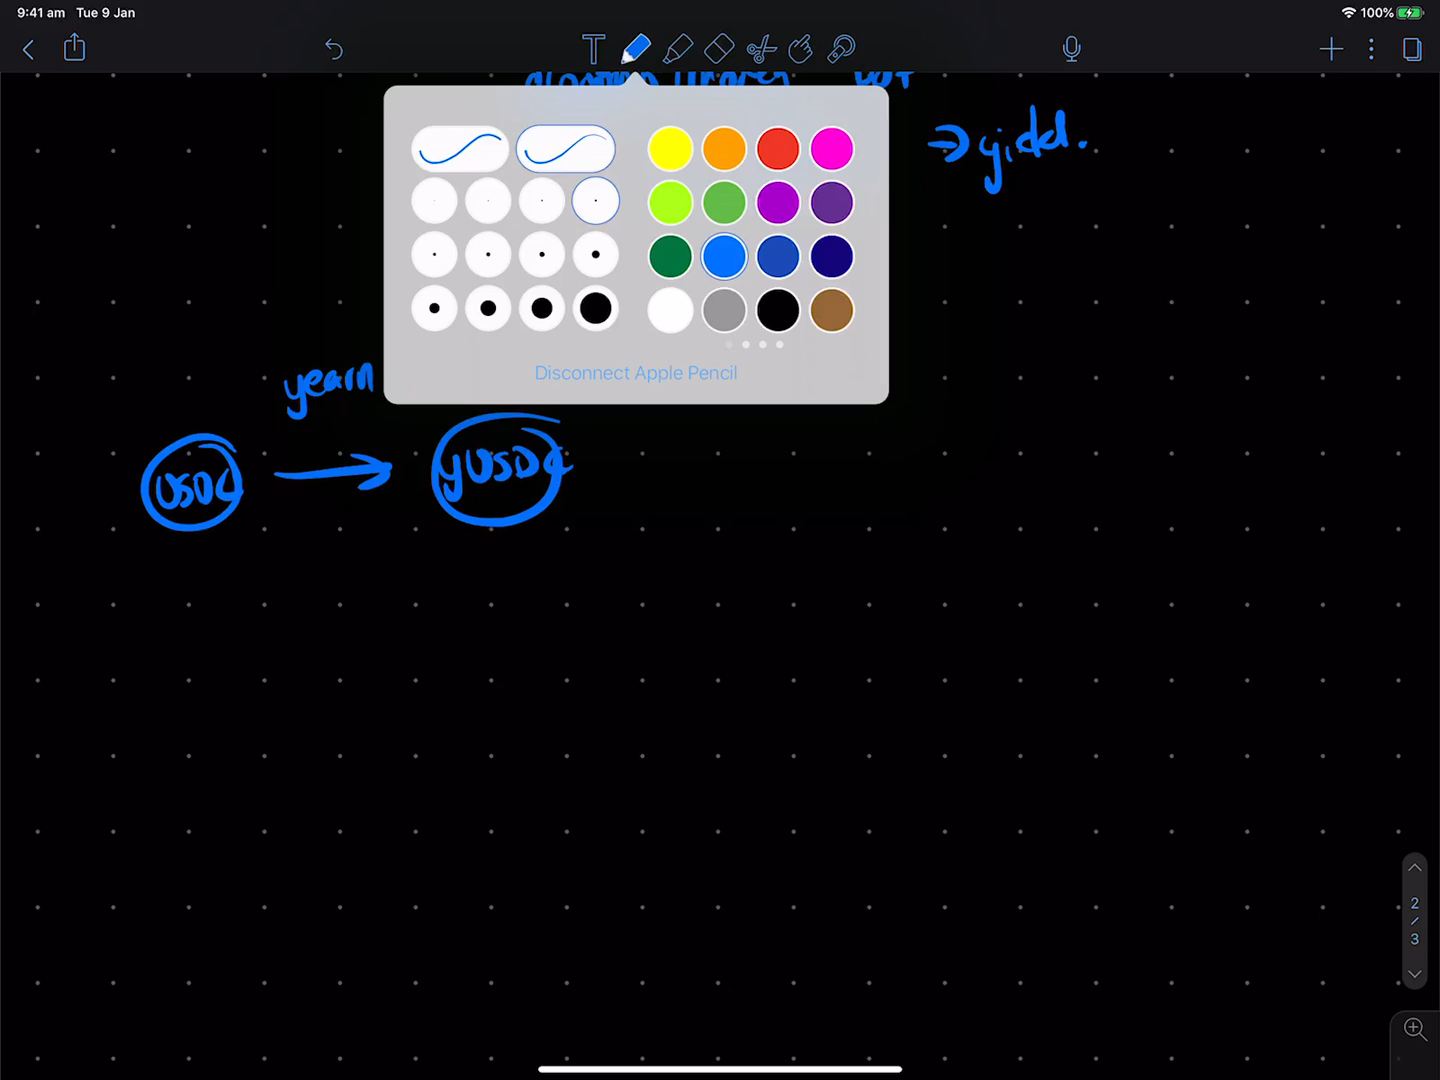 9:41 am Tue 9 Jan
100%
T
→ yield.
Disconnect Apple Pencil
yearn
USDC → yUSDC
2
/
3